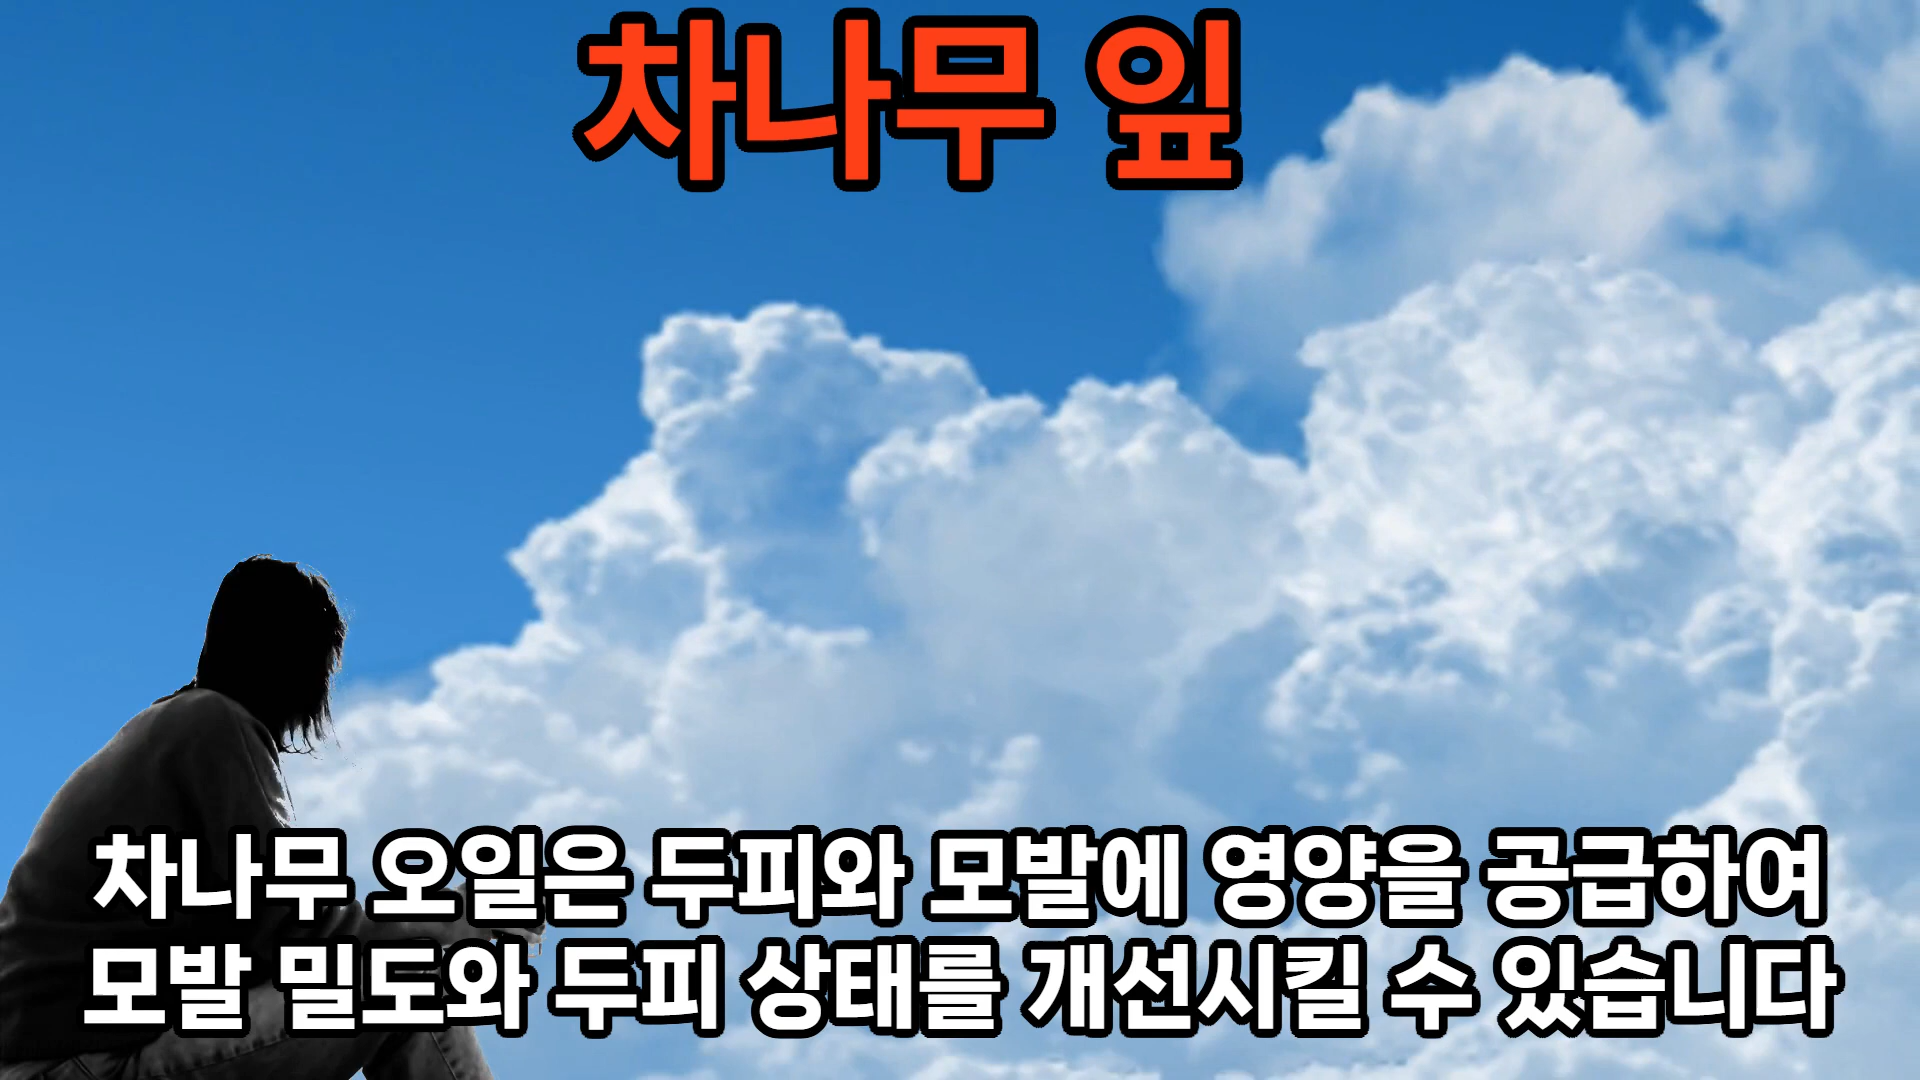 차나무 잎
차나무 오일은 두피와 모발에 영양을 공급하여
모발 밀도와 두피 상태를 개선시킬 수 있습니다